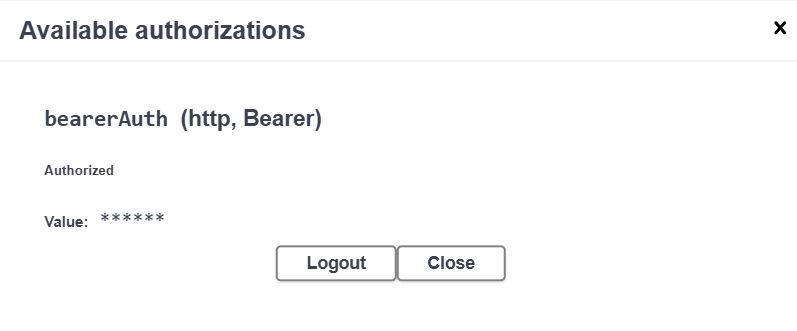 Available authorizations ×
bearerAuth (http, Bearer)
Authorized
Value: ******
Logout Close